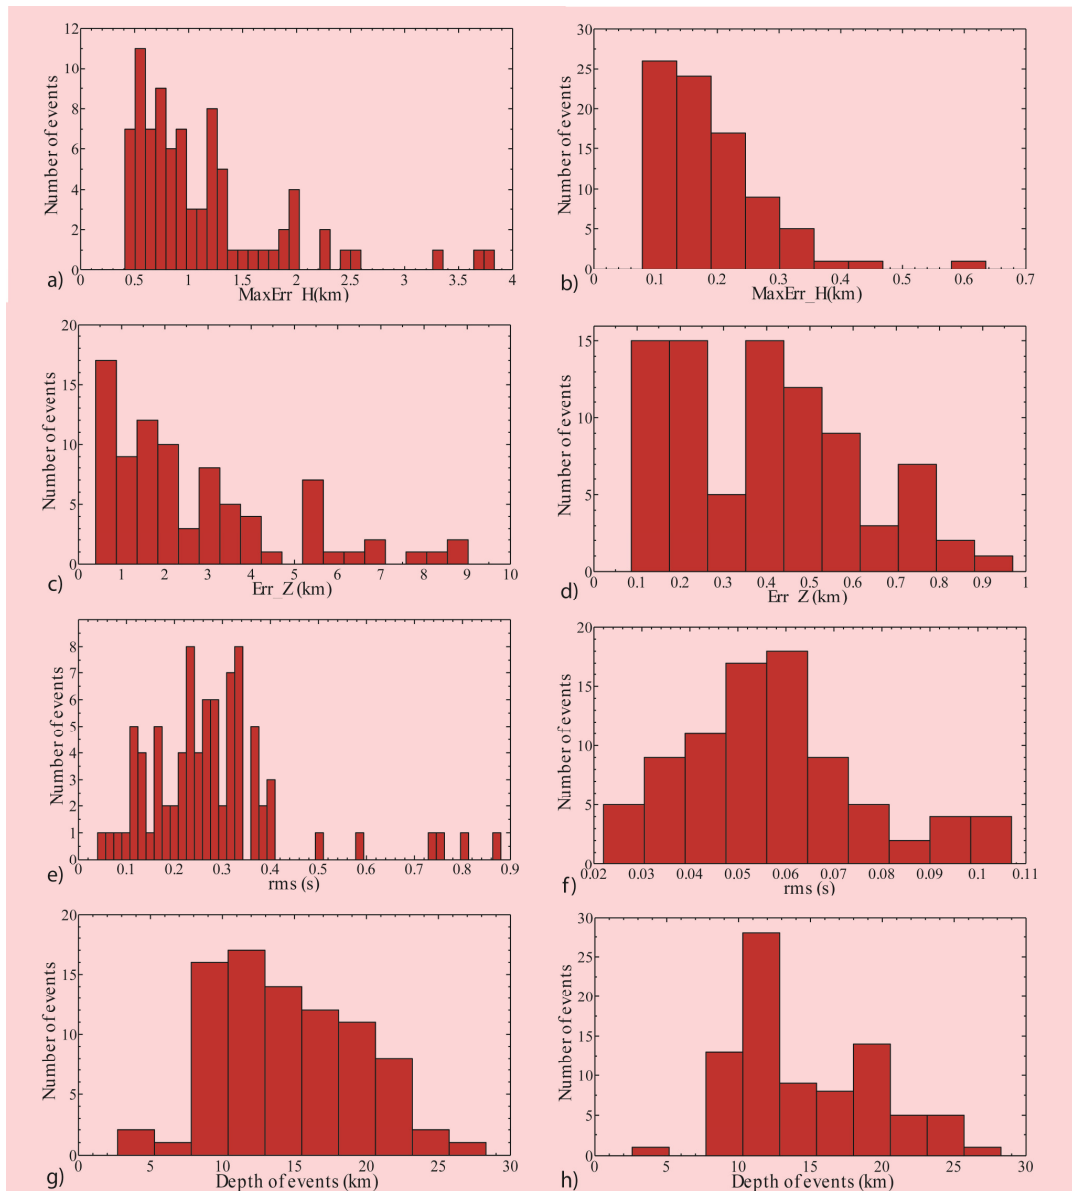 12
10
8
6
4
2
0
Number of events
0.5 1 1.5 2 2.5 3 3.5 4
MaxErr_H(km)
a)
30
25
20
15
10
5
0
Number of events
0 0.1 0.2 0.3 0.4 0.5 0.6 0.7
MaxErr_H(km)
b)
20
15
10
5
0
Number of events
0 1 2 3 4 5 6 7 8 9 10
Err_Z (km)
c)
15
10
5
0
Number of events
0 0.1 0.2 0.3 0.4 0.5 0.6 0.7 0.8 0.9 1
Err_Z (km)
d)
8
7
6
5
4
3
2
1
0
Number of events
0 0.1 0.2 0.3 0.4 0.5 0.6 0.7 0.8 0.9
rms (s)
e)
20
15
10
5
0
Number of events
0.02 0.03 0.04 0.05 0.06 0.07 0.08 0.09 0.10 0.11
rms (s)
f)
20
15
10
5
0
Number of events
0 5 10 15 20 25 30
Depth of events (km)
g)
30
25
20
15
10
5
0
Number of events
0 5 10 15 20 25 30
Depth of events (km)
h)